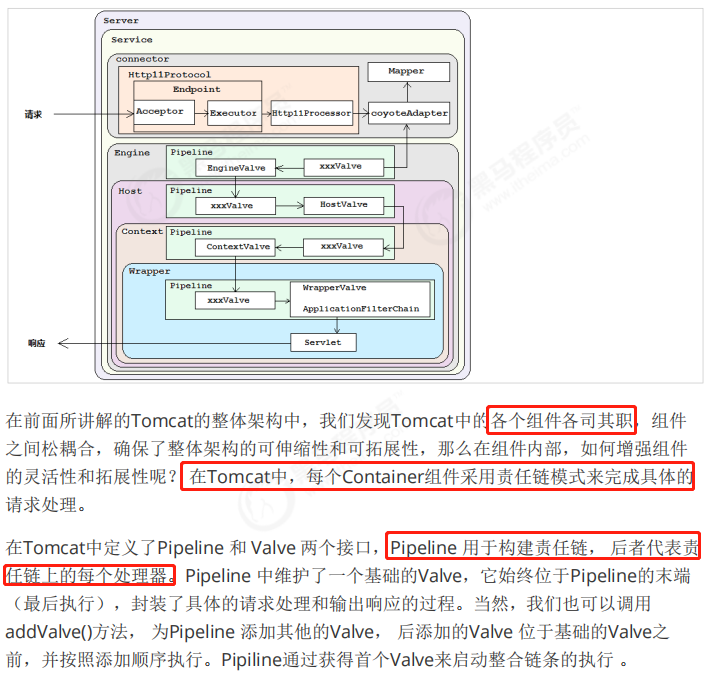 Server
Service
connector
Http11Protocol
Endpoint
Mapper
请求
Acceptor
Executor
Http11Processor
coyoteAdapter
Engine
Pipeline
EngineValve
xxxValve
Host
Pipeline
xxxValve
HostValve
Context
Pipeline
ContextValve
xxxValve
Wrapper
Pipeline
xxxValve
WrapperValve
ApplicationFilterChain
响应
Servlet
黑马程序员
www.itheima.com
在前面所讲解的Tomcat的整体架构中，我们发现Tomcat中的各个组件各司其职，组件
之间松耦合，确保了整体架构的可伸缩性和可拓展性，那么在组件内部，如何增强组件
的灵活性和拓展性呢？ 在Tomcat中，每个Container组件采用责任链模式来完成具体的
请求处理。
在Tomcat中定义了Pipeline 和 Valve 两个接口，Pipeline 用于构建责任链， 后者代表责
任链上的每个处理器。Pipeline 中维护了一个基础的Valve，它始终位于Pipeline的末端
（最后执行），封装了具体的请求处理和输出响应的过程。当然，我们也可以调用
addValve()方法， 为Pipeline 添加其他的Valve， 后添加的Valve 位于基础的Valve之
前，并按照添加顺序执行。Pipiline通过获得首个Valve来启动整合链条的执行 。